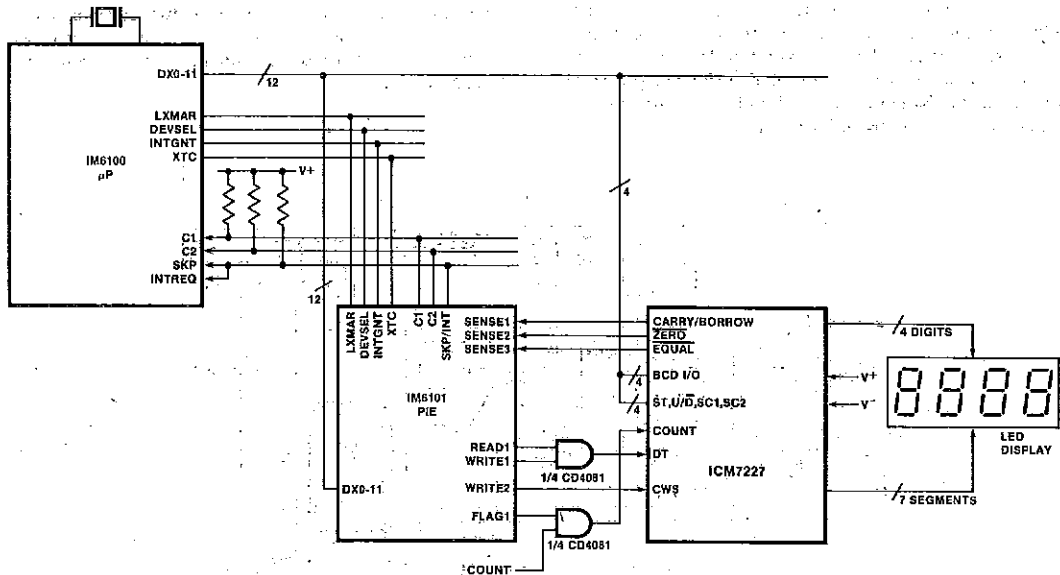 DX0-11
12
LXMAR
DEVSEL
INTGNT
XTC
IM6100
μP
V+
4
C1
C2
SKP
INTREQ
12
LXMAR
DEVSEL
INTGNT
XTC
C1
C2
SKP/INT
SENSE1
SENSE2
SENSE3
CARRY/BORROW
ZERO
EQUAL
4 DIGITS
4
BCD I/O
V+
4
ST,U/D,SC1,SC2
V-
IM6101
PIE
COUNT
LED
DISPLAY
READ1
WRITE1
1/4 CD4081
DT
ICM7227
DX0-11
WRITE2
CWS
7 SEGMENTS
FLAG1
1/4 CD4081
COUNT